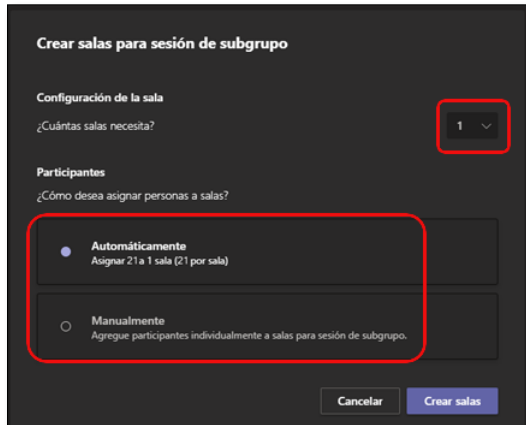 Crear salas para sesión de subgrupo
Configuración de la sala
¿Cuántas salas necesita?
1
Participantes
¿Cómo desea asignar personas a salas?
Automáticamente
Asignar 21 a 1 sala (21 por sala)
Manualmente
Agregue participantes individualmente a salas para sesión de subgrupo.
Cancelar
Crear salas